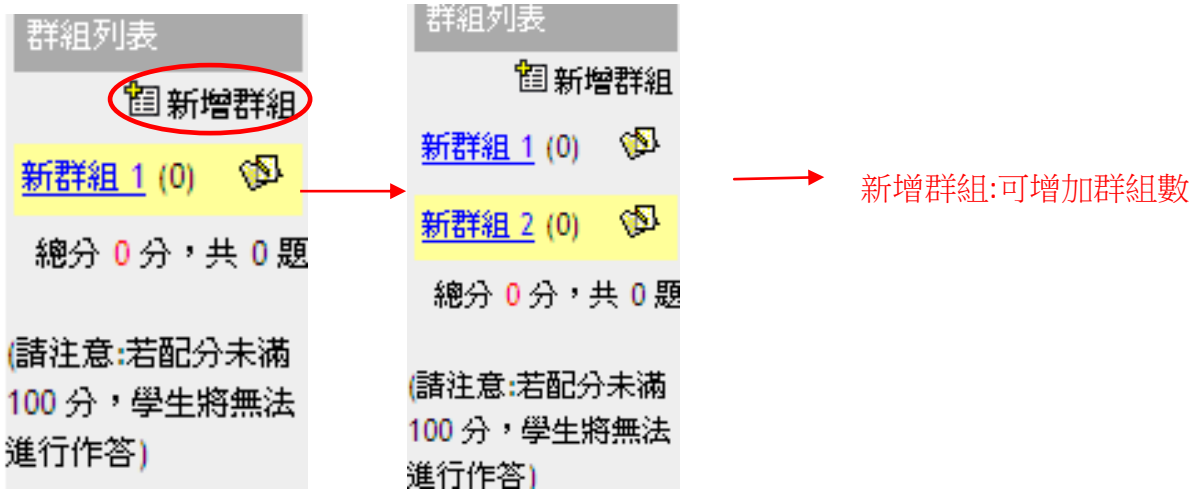 群組列表
新增群組
新群組 1 (0)
總分 0 分，共 0 題
(請注意:若配分未滿
100 分，學生將無法
進行作答)
群組列表
新增群組
新群組 1 (0)
新群組 2 (0)
總分 0 分，共 0 題
(請注意:若配分未滿
100 分，學生將無法
進行作答)
新增群組:可增加群組數